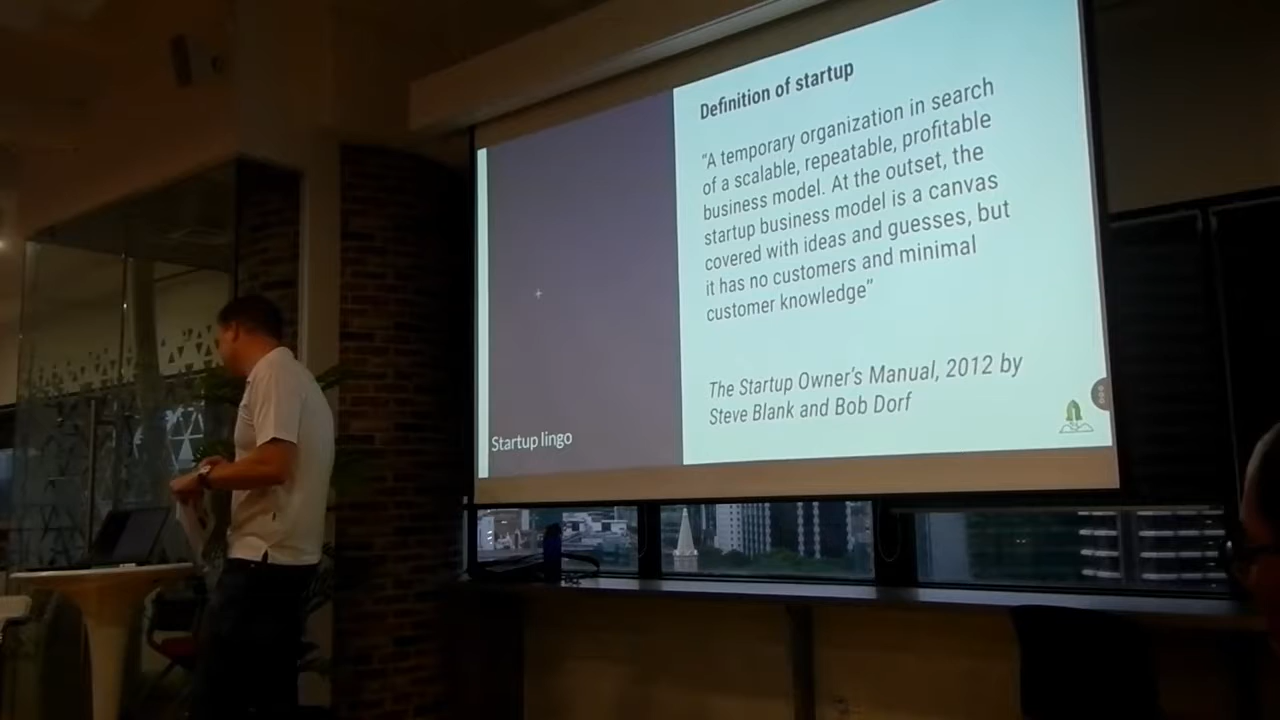 Definition of startup
"A temporary organization in search
of a scalable, repeatable, profitable
business model. At the outset, the
startup business model is a canvas
covered with ideas and guesses, but
it has no customers and minimal
customer knowledge"
The Startup Owner's Manual, 2012 by
Steve Blank and Bob Dorf
Startup lingo